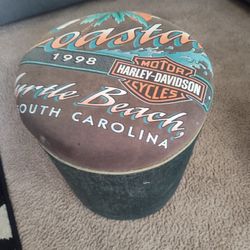 Coastal
1998
MOTOR
HARLEY-DAVIDSON
CYCLES
Myrtle Beach,
SOUTH CAROLINA